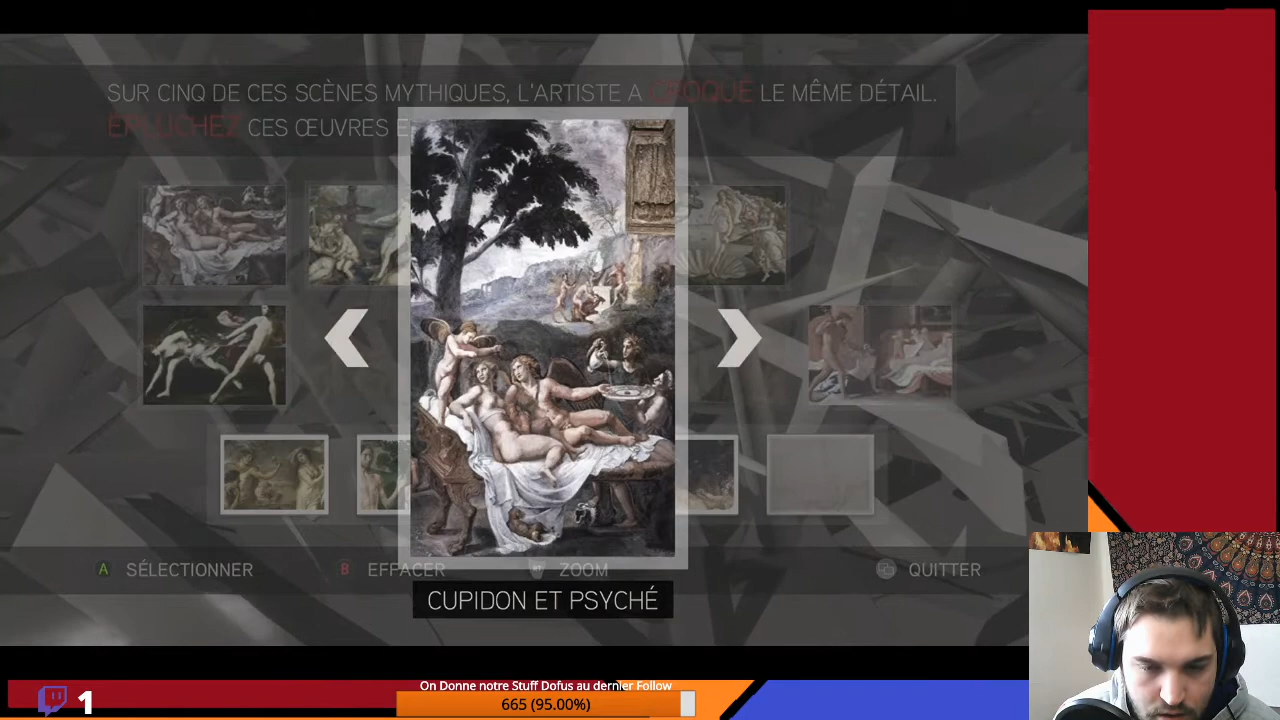 SUR CINQ DE CES SCÈNES MYTHIQUES, L'ARTISTE A CROQUÉ LE MÊME DÉTAIL.
ÉPLUCHEZ CES ŒUVRES E
A SÉLECTIONNER
B EFFACER
RT ZOOM
QUITTER
CUPIDON ET PSYCHÉ
On Donne notre Stuff Dofus au dernier Follow
1
665 (95.00%)